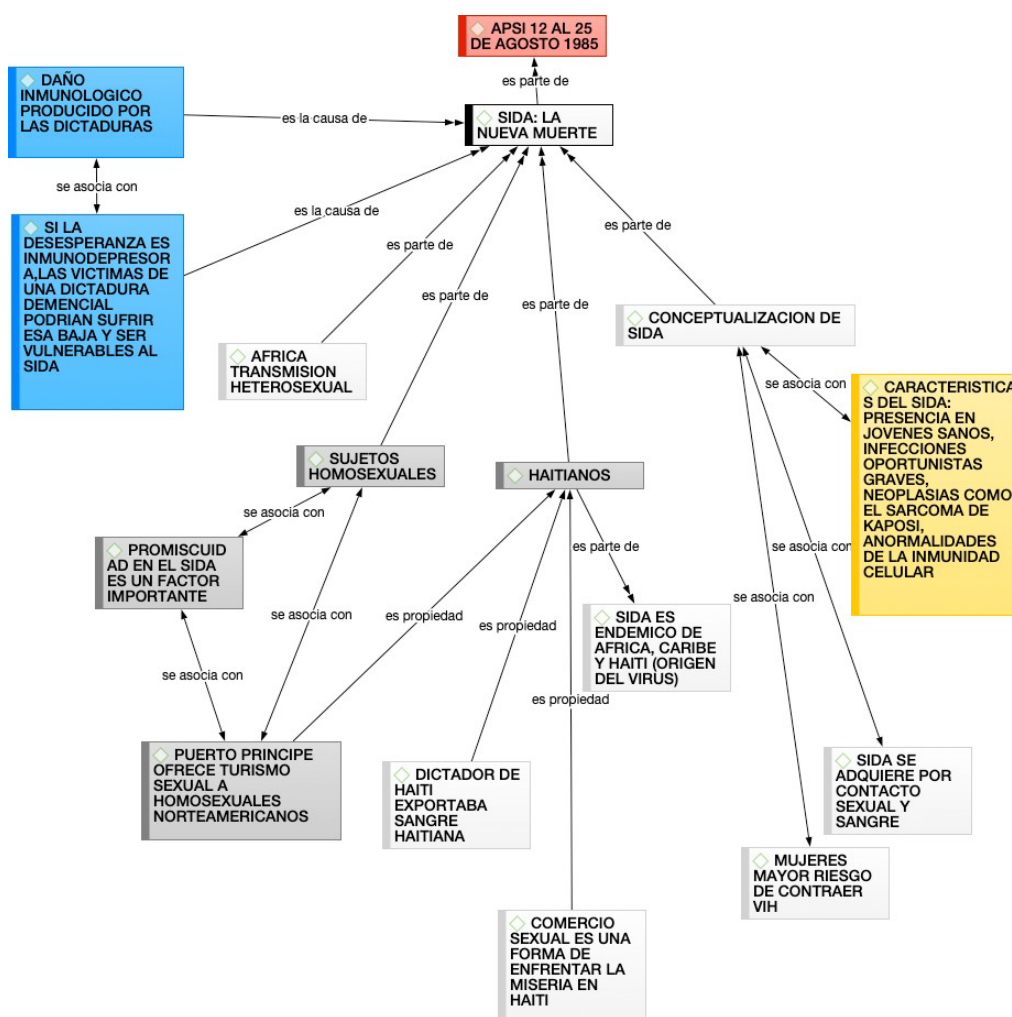 APSI 12 AL 25
DE AGOSTO 1985
es parte de
DAÑO
INMUNOLOGICO
PRODUCIDO POR
LAS DICTADURAS
es la causa de
SIDA: LA
NUEVA MUERTE
se asocia con
SI LA
DESESPERANZA ES
INMUNODEPRESOR
A,LAS VICTIMAS DE
UNA DICTADURA
DEMENCIAL
PODRIAN SUFRIR
ESA BAJA Y SER
VULNERABLES AL
SIDA
es la causa de
es parte de
es parte de
es parte de
es parte de
CONCEPTUALIZACION DE
SIDA
AFRICA
TRANSMISION
HETEROSEXUAL
se asocia con
CARACTERISTICA
S DEL SIDA:
PRESENCIA EN
JOVENES SANOS,
INFECCIONES
OPORTUNISTAS
GRAVES,
NEOPLASIAS COMO
EL SARCOMA DE
KAPOSI,
ANORMALIDADES
DE LA INMUNIDAD
CELULAR
SUJETOS
HOMOSEXUALES
HAITIANOS
se asocia con
PROMISCUID
AD EN EL SIDA
ES UN FACTOR
IMPORTANTE
es parte de
se asocia con
se asocia con
se asocia con
es propiedad
es propiedad
SIDA ES
ENDEMICO DE
AFRICA, CARIBE
Y HAITI (ORIGEN
DEL VIRUS)
se asocia con
es propiedad
PUERTO PRINCIPE
OFRECE TURISMO
SEXUAL A
HOMOSEXUALES
NORTEAMERICANOS
DICTADOR DE
HAITI
EXPORTABA
SANGRE
HAITIANA
SIDA SE
ADQUIERE POR
CONTACTO
SEXUAL Y
SANGRE
MUJERES
MAYOR RIESGO
DE CONTRAER
VIH
COMERCIO
SEXUAL ES UNA
FORMA DE
ENFRENTAR LA
MISERIA EN
HAITI